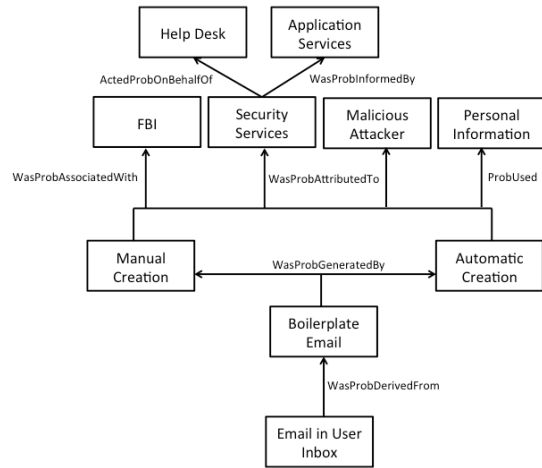 Help Desk
Application
Services
ActedProbOnBehalfOf
WasProbInformedBy
FBI
Security
Services
Malicious
Attacker
Personal
Information
WasProbAssociatedWith
WasProbAttributedTo
ProbUsed
Manual
Creation
WasProbGeneratedBy
Automatic
Creation
Boilerplate
Email
WasProbDerivedFrom
Email in User
Inbox